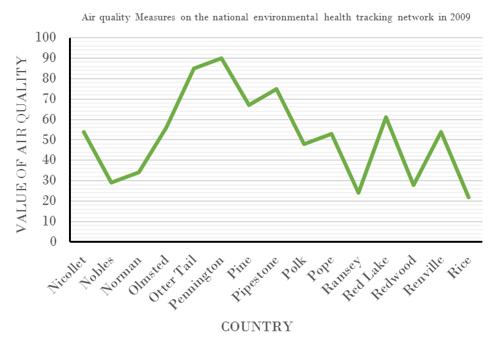 Air quality Measures on the national environmental health tracking network in 2009
VALUE OF AIR QUALITY
100
90
80
70
60
50
40
30
20
10
0
Nicollet
Nobles
Norman
Olmsted
Otter Tail
Pennington
Pine
Pipestone
Polk
Pope
Ramsey
Red Lake
Redwood
Renville
Rice
COUNTRY